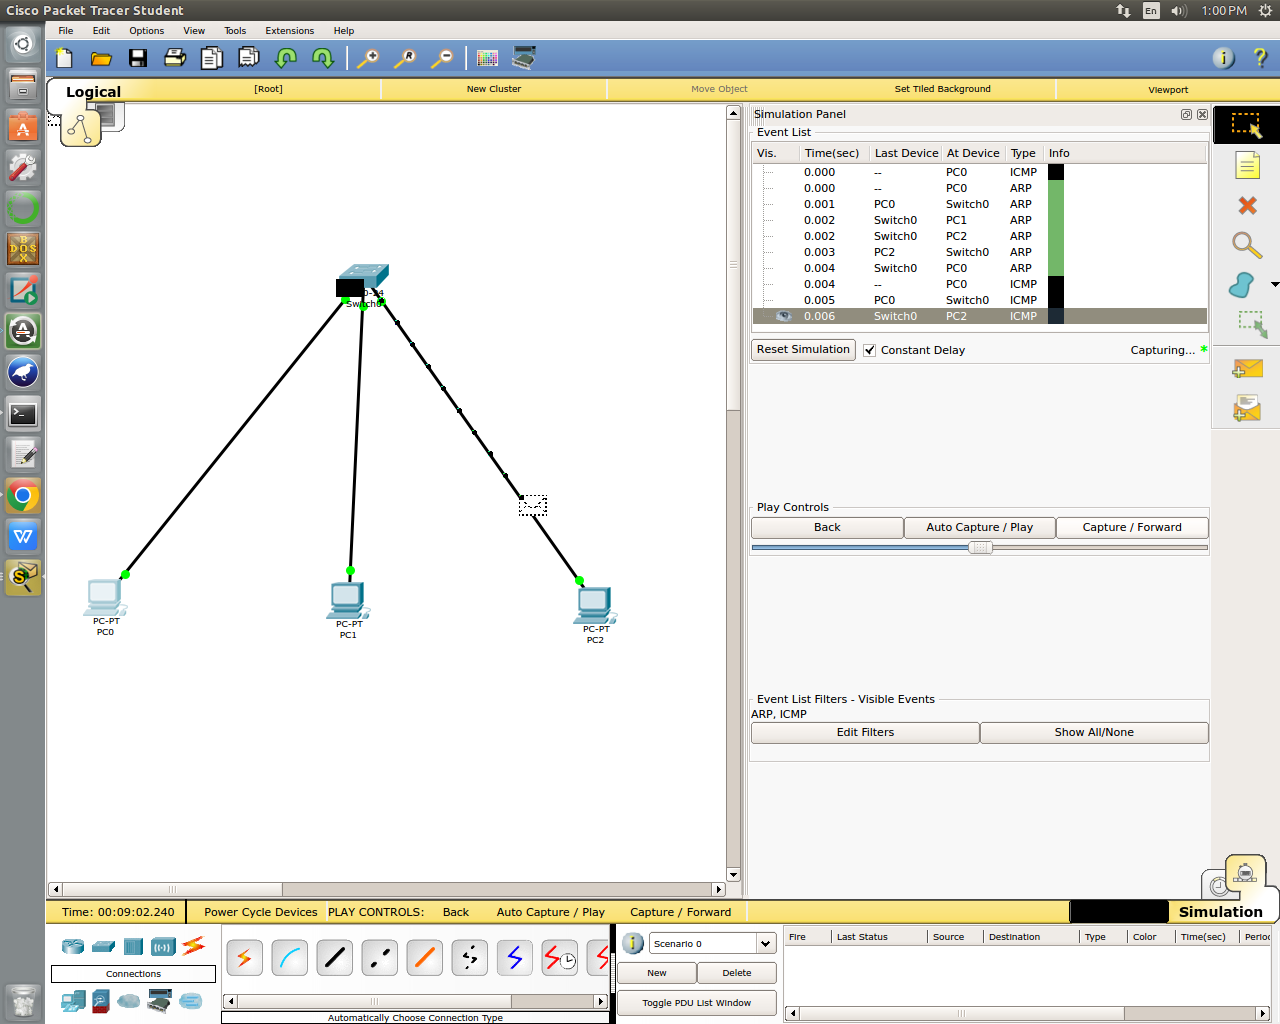 Cisco Packet Tracer Student
En
1:00 PM
File Edit Options View Tools Extensions Help
Logical
[Root]
New Cluster
Move Object
Set Tiled Background
Viewport
Simulation Panel
Event List
Vis. Time(sec) Last Device At Device Type Info
0.000 -- PC0 ICMP
0.000 -- PC0 ARP
0.001 PC0 Switch0 ARP
0.002 Switch0 PC1 ARP
0.002 Switch0 PC2 ARP
0.003 PC2 Switch0 ARP
0.004 Switch0 PC0 ARP
0.004 -- PC0 ICMP
0.005 PC0 Switch0 ICMP
0.006 Switch0 PC2 ICMP
Reset Simulation
Constant Delay
Capturing... *
Play Controls
Back
Auto Capture / Play
Capture / Forward
Event List Filters - Visible Events
ARP, ICMP
Edit Filters
Show All/None
Switch0
PC-PT
PC0
PC-PT
PC1
PC-PT
PC2
Time: 00:09:02.240
Power Cycle Devices
PLAY CONTROLS:
Back
Auto Capture / Play
Capture / Forward
Simulation
Connections
Automatically Choose Connection Type
Scenario 0
New
Delete
Toggle PDU List Window
Fire Last Status Source Destination Type Color Time(sec) Perio